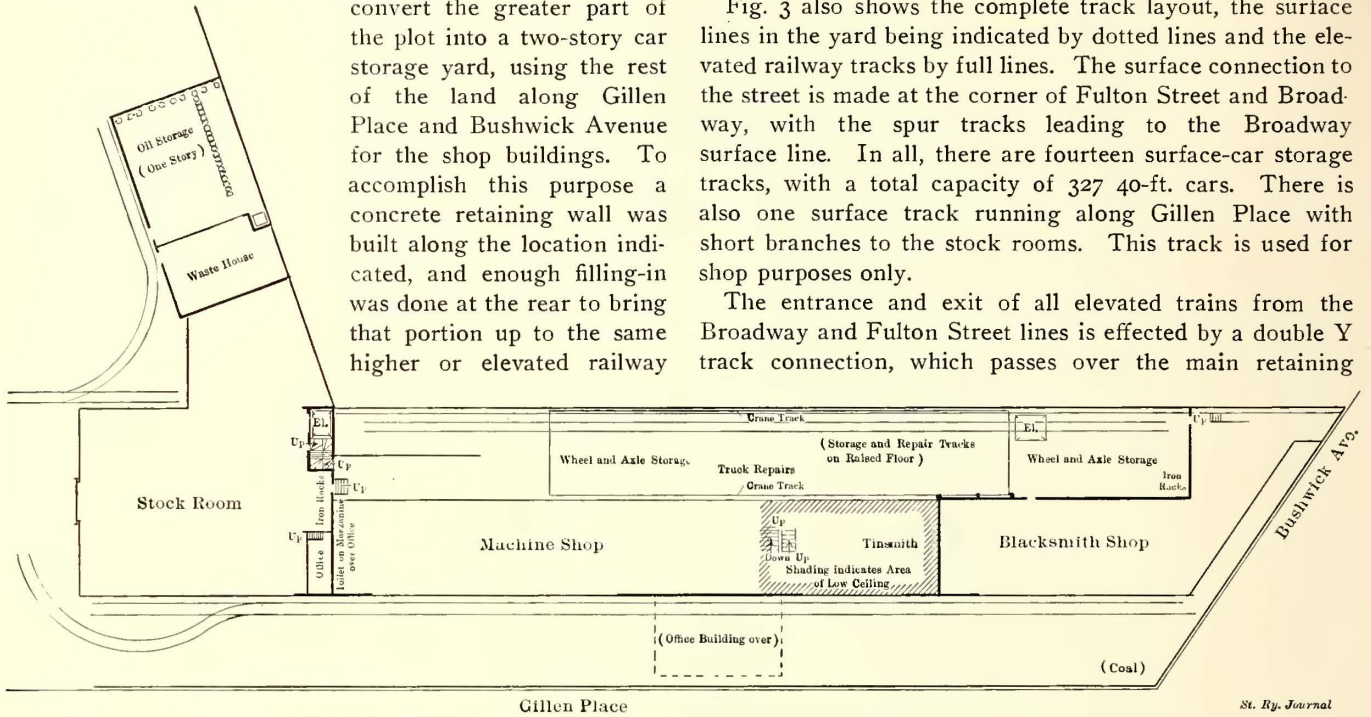 convert the greater part of
the plot into a two-story car
storage yard, using the rest
of the land along Gillen
Place and Bushwick Avenue
for the shop buildings. To
accomplish this purpose a
concrete retaining wall was
built along the location indi-
cated, and enough filling-in
was done at the rear to bring
that portion up to the same
higher or elevated railway
Fig. 3 also shows the complete track layout, the surface
lines in the yard being indicated by dotted lines and the ele-
vated railway tracks by full lines. The surface connection to
the street is made at the corner of Fulton Street and Broad-
way, with the spur tracks leading to the Broadway
surface line. In all, there are fourteen surface-car storage
tracks, with a total capacity of 327 40-ft. cars. There is
also one surface track running along Gillen Place with
short branches to the stock rooms. This track is used for
shop purposes only.
The entrance and exit of all elevated trains from the
Broadway and Fulton Street lines is effected by a double Y
track connection, which passes over the main retaining
Oil Storage
(One Story)
Waste House
El.
Up
Up
Up
Stock Room
Iron Racks
Up
Office
Toilet on Mezzanine
over Office
Crane Track
(Storage and Repair Tracks
on Raised Floor)
Wheel and Axle Storage
Truck Repairs
Crane Track
El.
Up
Wheel and Axle Storage
Iron
Racks
Machine Shop
Up
Down Up
Tinsmith
Shading indicates Area
of Low Ceiling
Blacksmith Shop
Bushwick Ave.
(Office Building over)
(Coal)
Gillen Place
St. Ry. Journal